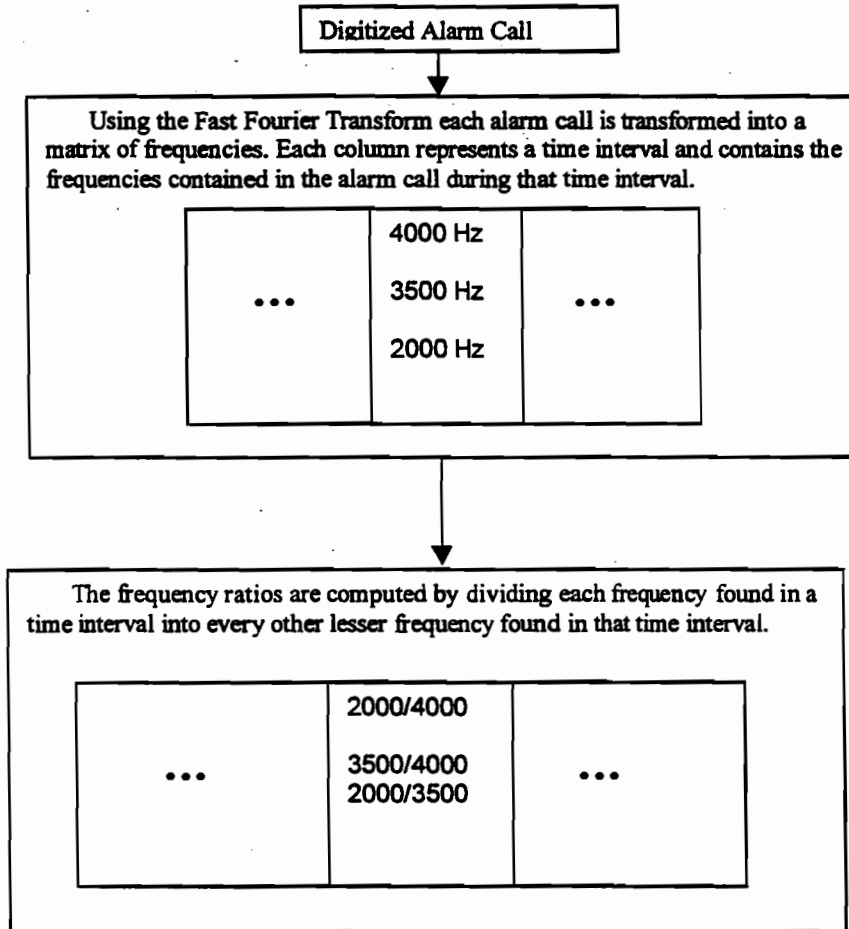 Digitized Alarm Call
Using the Fast Fourier Transform each alarm call is transformed into a
matrix of frequencies. Each column represents a time interval and contains the
frequencies contained in the alarm call during that time interval.
4000 Hz
••• 3500 Hz •••
2000 Hz
The frequency ratios are computed by dividing each frequency found in a
time interval into every other lesser frequency found in that time interval.
2000/4000
••• 3500/4000 •••
2000/3500